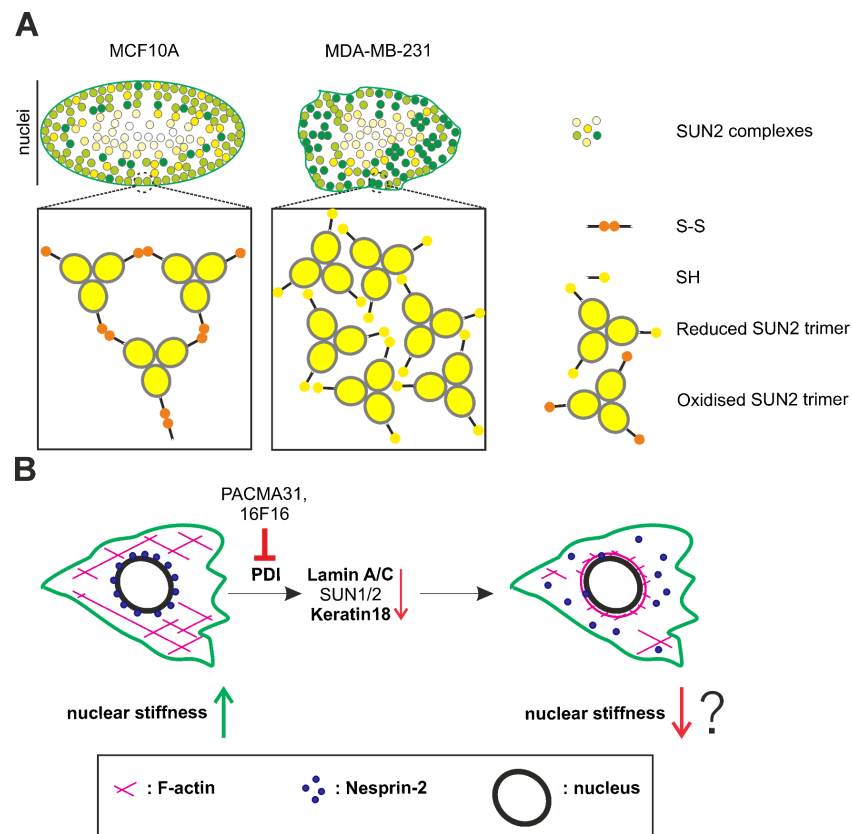 A
MCF10A
MDA-MB-231
nuclei
SUN2 complexes
S-S
SH
Reduced SUN2 trimer
Oxidised SUN2 trimer
B
PACMA31,
16F16
PDI
Lamin A/C
SUN1/2
Keratin18
nuclear stiffness
nuclear stiffness
?
: F-actin
: Nesprin-2
: nucleus